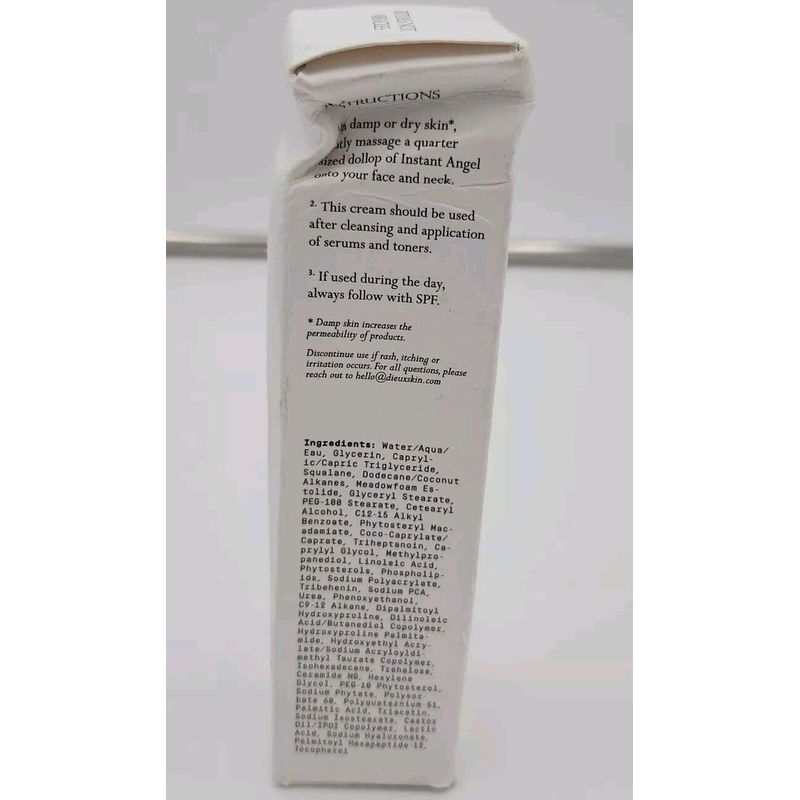 INSTRUCTIONS
damp or dry skin*,
massage a quarter
sized dollop of Instant Angel
onto your face and neck.
2. This cream should be used
after cleansing and application
of serums and toners.
3. If used during the day,
always follow with SPF.
* Damp skin increases the
permeability of products.
Discontinue use if rash, itching or
irritation occurs. For all questions, please
reach out to hello@dieuxskin.com
Ingredients: Water/Aqua/
Eau, Glycerin, Capryl-
ic/Capric Triglyceride,
Squalane, Dodecane/Coconut
Alkanes, Meadowfoam Es-
tolide, Glyceryl Stearate,
PEG-100 Stearate, Cetearyl
Alcohol, C12-15 Alkyl
Benzoate, Phytosteryl Mac-
adamiate, Coco-Caprylate/
Caprate, Triheptanoin, Ca-
prylyl Glycol, Methylpro-
panediol, Linoleic Acid,
Phytosterols, Phospholip-
ids, Sodium Polyacrylate,
Tribehenin, Sodium PCA,
Urea, Phenoxyethanol,
C9-12 Alkane, Dipalmitoyl
Hydroxyproline, Dilinoleic
Acid/Butanediol Copolymer,
Hydroxyproline Palmita-
mide, Hydroxyethyl Acry-
late/Sodium Acryloyldi-
methyl Taurate Copolymer,
Isohexadecane, Trehalose,
Ceramide NG, Hexylene
Glycol, PEG-10 Phytosterol,
Sodium Phytate, Polysor-
bate 60, Polyquaternium-51,
Palmitic Acid, Triacetin,
Sodium Isostearate, Castor
Oil/IPDI Copolymer, Lactic
Acid, Sodium Hyaluronate,
Palmitoyl Hexapeptide-12,
Tocopherol